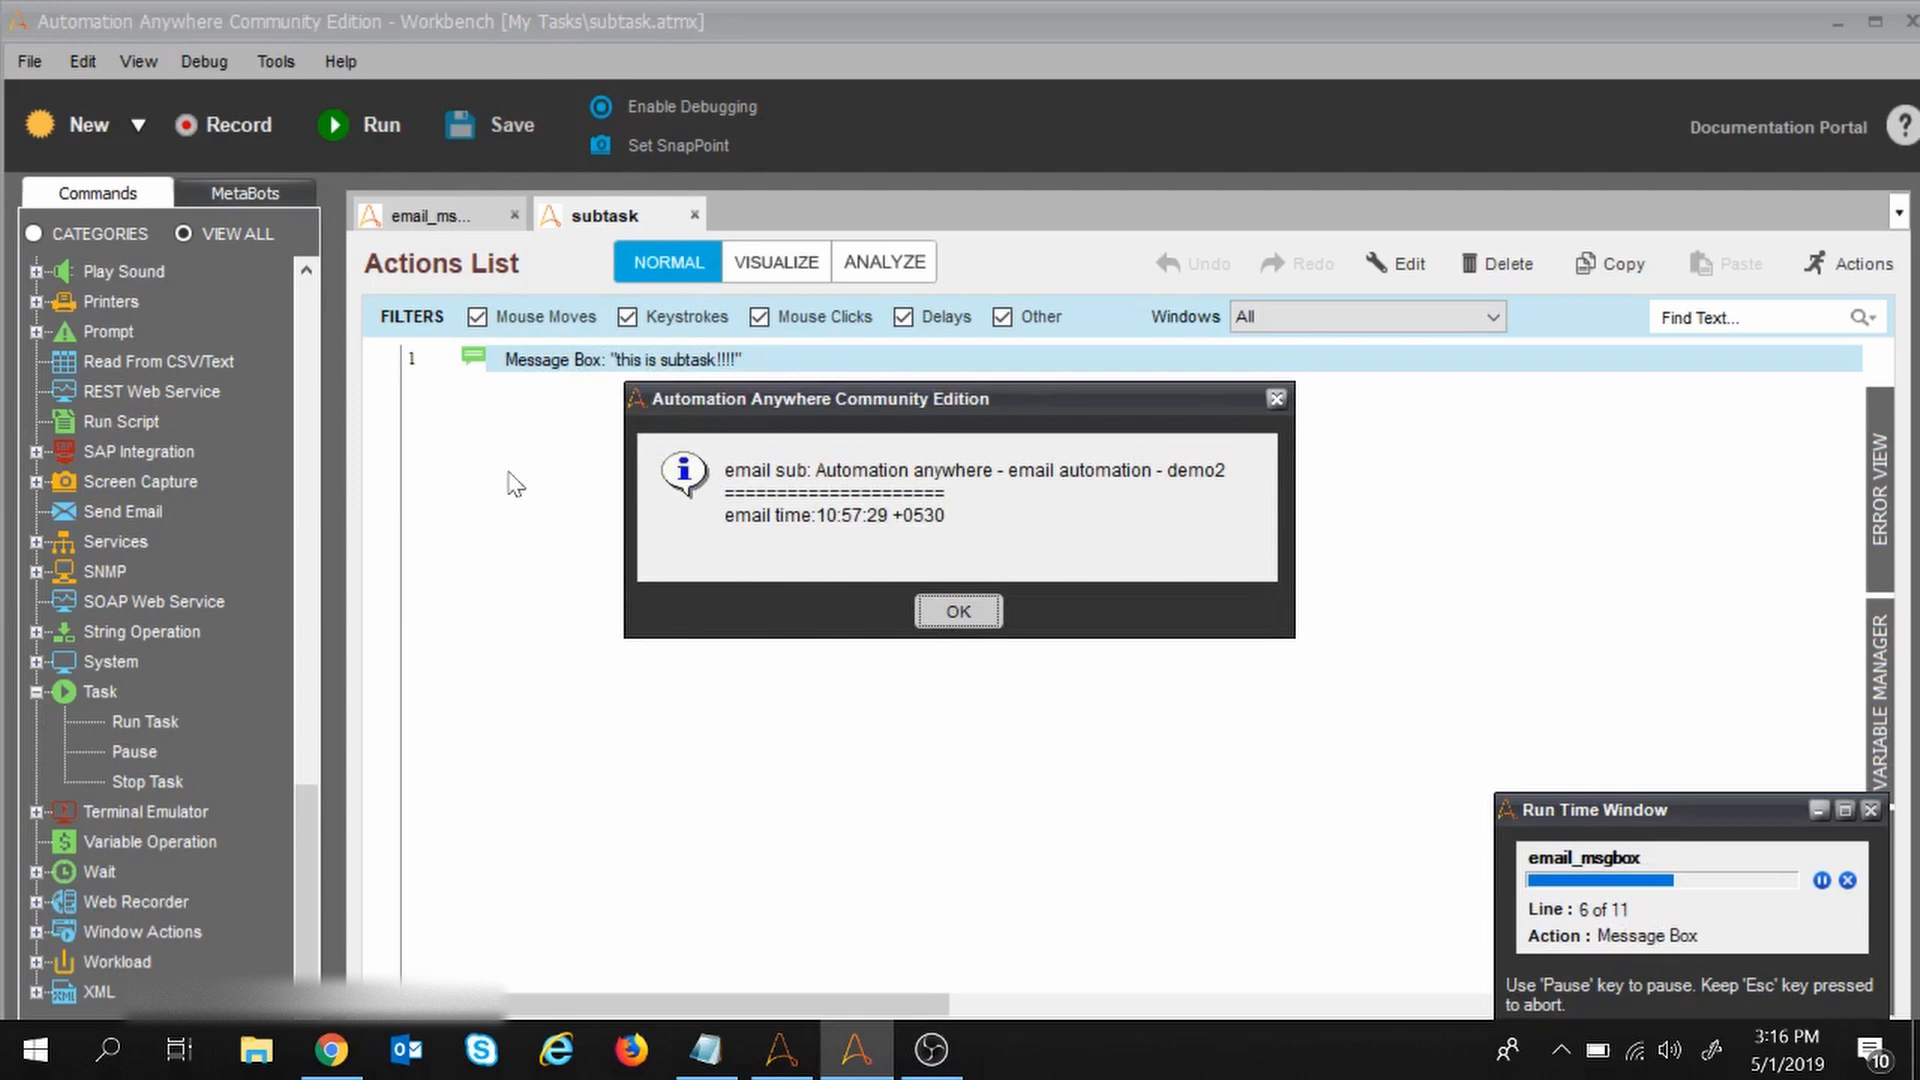 Automation Anywhere Community Edition - Workbench [My Tasks\subtask.atmx]
File Edit View Debug Tools Help
New Record Run Save
Enable Debugging
Set SnapPoint
Documentation Portal ?
Commands MetaBots
CATEGORIES VIEW ALL
Play Sound
Printers
Prompt
Read From CSV/Text
REST Web Service
Run Script
SAP Integration
Screen Capture
Send Email
Services
SNMP
SOAP Web Service
String Operation
System
Task
Run Task
Pause
Stop Task
Terminal Emulator
Variable Operation
Wait
Web Recorder
Window Actions
Workload
XML
email_ms... subtask
Actions List NORMAL VISUALIZE ANALYZE Undo Redo Edit Delete Copy Paste Actions
FILTERS Mouse Moves Keystrokes Mouse Clicks Delays Other Windows All Find Text...
1 Message Box: "this is subtask!!!!"
Automation Anywhere Community Edition
email sub: Automation anywhere - email automation - demo2
=====================
email time:10:57:29 +0530
OK
ERROR VIEW
VARIABLE MANAGER
Run Time Window
email_msgbox
Line : 6 of 11
Action : Message Box
Use 'Pause' key to pause. Keep 'Esc' key pressed
to abort.
3:16 PM
5/1/2019
10